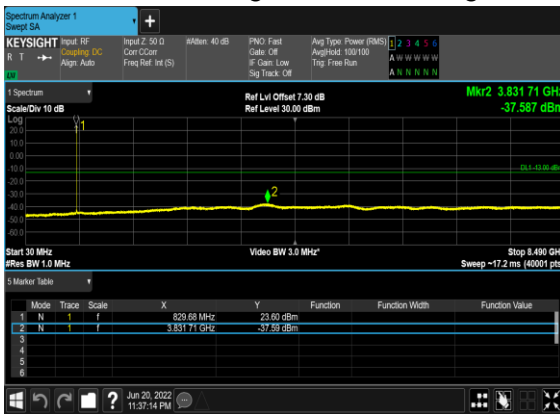 Spectrum Analyzer 1
Swept SA
KEYSIGHT
R T
LV
Input: RF
Coupling: DC
Align: Auto
Input Z: 50 Ω
Corr CCorr
Freq Ref: Int (S)
#Atten: 40 dB
PNO: Fast
Gate: Off
IF Gain: Low
Sig Track: Off
Avg Type: Power (RMS)
Avg|Hold: 100/100
Trig: Free Run
1 2 3 4 5 6
A W W W W W
A N N N N N
1 Spectrum
Scale/Div 10 dB
Ref Lvl Offset 7.30 dB
Ref Level 30.00 dBm
Mkr2 3.831 71 GHz
-37.587 dBm
Log
20.0
10.0
0.00
-10.0
-20.0
-30.0
-40.0
-50.0
-60.0
1
2
DL1 -13.00 dBm
Start 30 MHz
#Res BW 1.0 MHz
Video BW 3.0 MHz*
Stop 8.490 GHz
Sweep ~17.2 ms (40001 pts)
5 Marker Table
Mode Trace Scale X Y Function Function Width Function Value
1 N 1 f 829.68 MHz 23.60 dBm
2 N 1 f 3.831 71 GHz -37.59 dBm
3
4
5
6
?
Jun 20, 2022
11:37:14 PM